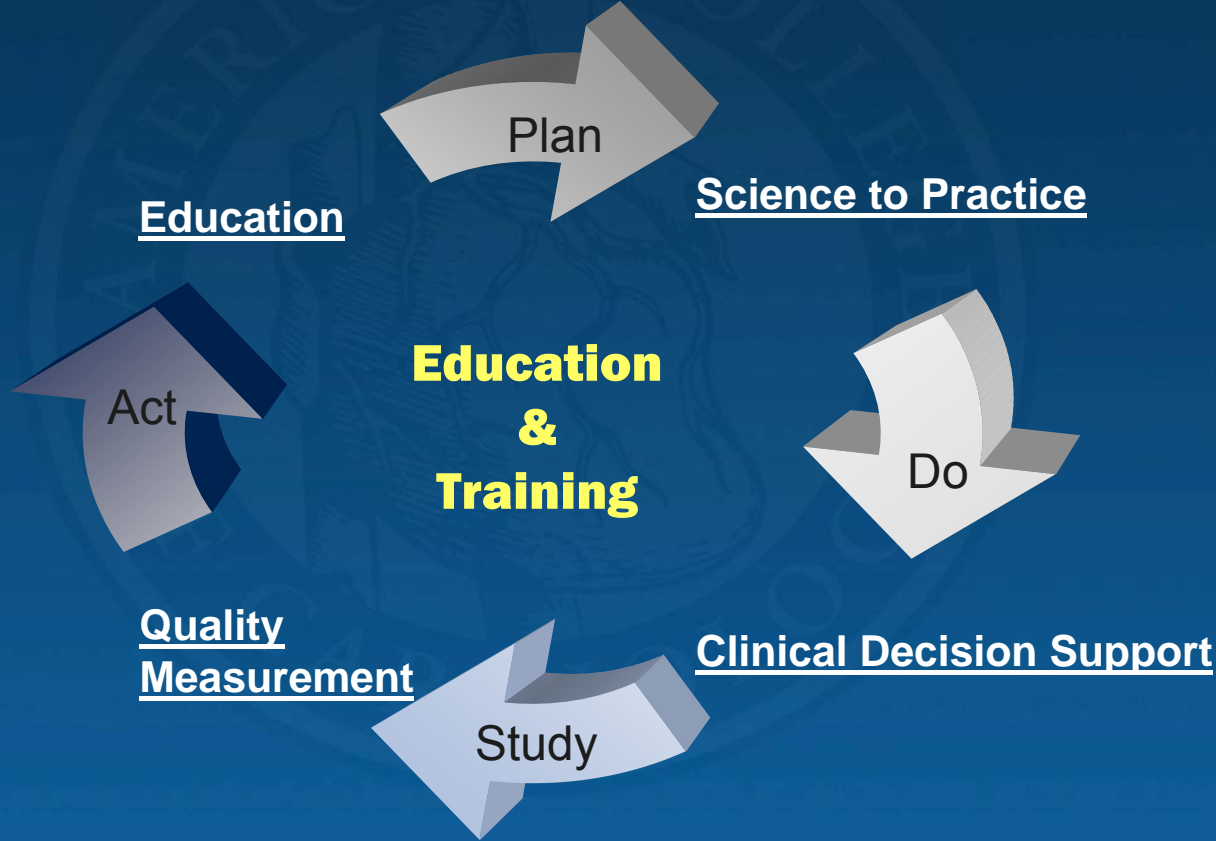 Plan
Science to Practice
Education
Education
&
Training
Act
Do
Quality
Measurement
Clinical Decision Support
Study